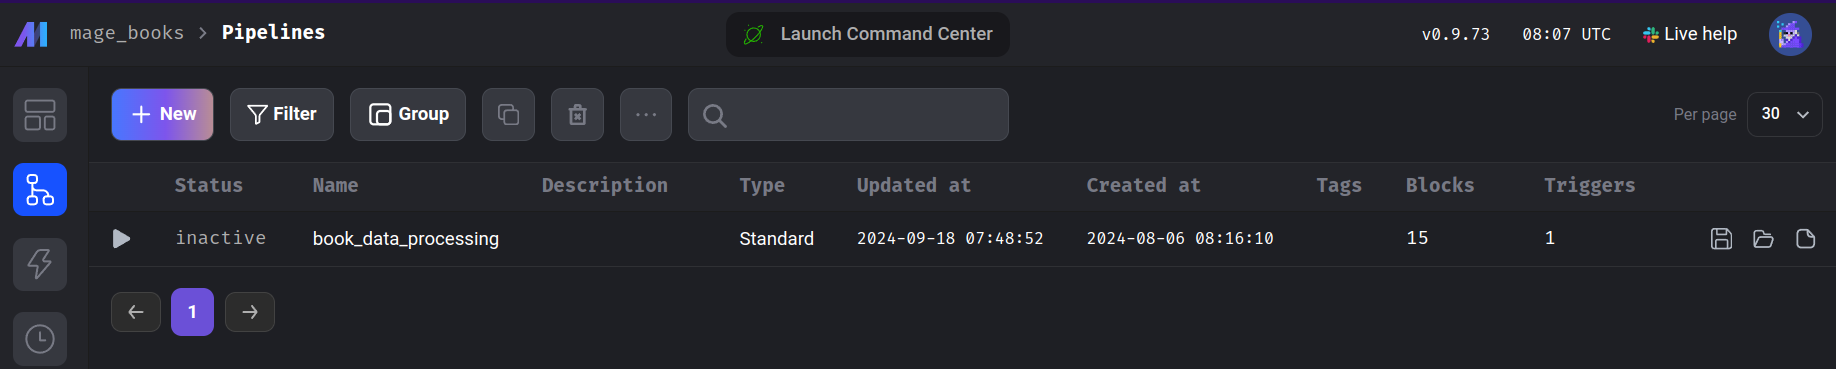 mage_books > Pipelines Launch Command Center v0.9.73 08:07 UTC Live help
+ New Filter Group ··· Per page 30
Status Name Description Type Updated at Created at Tags Blocks Triggers
inactive book_data_processing Standard 2024-09-18 07:48:52 2024-08-06 08:16:10 15 1
← 1 →